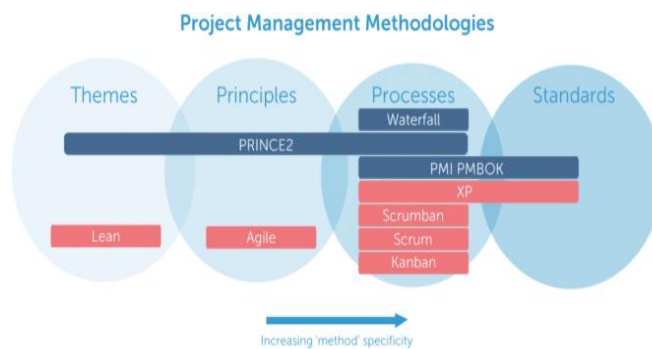 Project Management Methodologies
Themes
Principles
Processes
Standards
Waterfall
PRINCE2
PMI PMBOK
XP
Scrumban
Lean
Agile
Scrum
Kanban
Increasing 'method' specificity